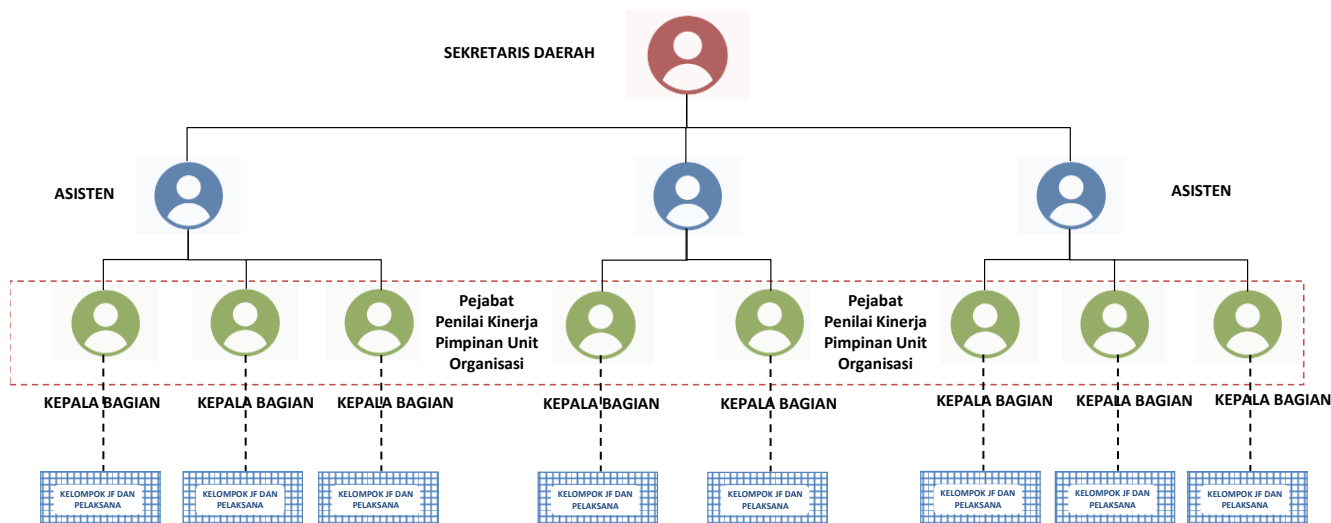 SEKRETARIS DAERAH
ASISTEN
ASISTEN
Pejabat
Penilai Kinerja
Pimpinan Unit
Organisasi
Pejabat
Penilai Kinerja
Pimpinan Unit
Organisasi
KEPALA BAGIAN
KEPALA BAGIAN
KEPALA BAGIAN
KEPALA BAGIAN
KEPALA BAGIAN
KEPALA BAGIAN
KEPALA BAGIAN
KEPALA BAGIAN
KELOMPOK JF DAN
PELAKSANA
KELOMPOK JF DAN
PELAKSANA
KELOMPOK JF DAN
PELAKSANA
KELOMPOK JF DAN
PELAKSANA
KELOMPOK JF DAN
PELAKSANA
KELOMPOK JF DAN
PELAKSANA
KELOMPOK JF DAN
PELAKSANA
KELOMPOK JF DAN
PELAKSANA